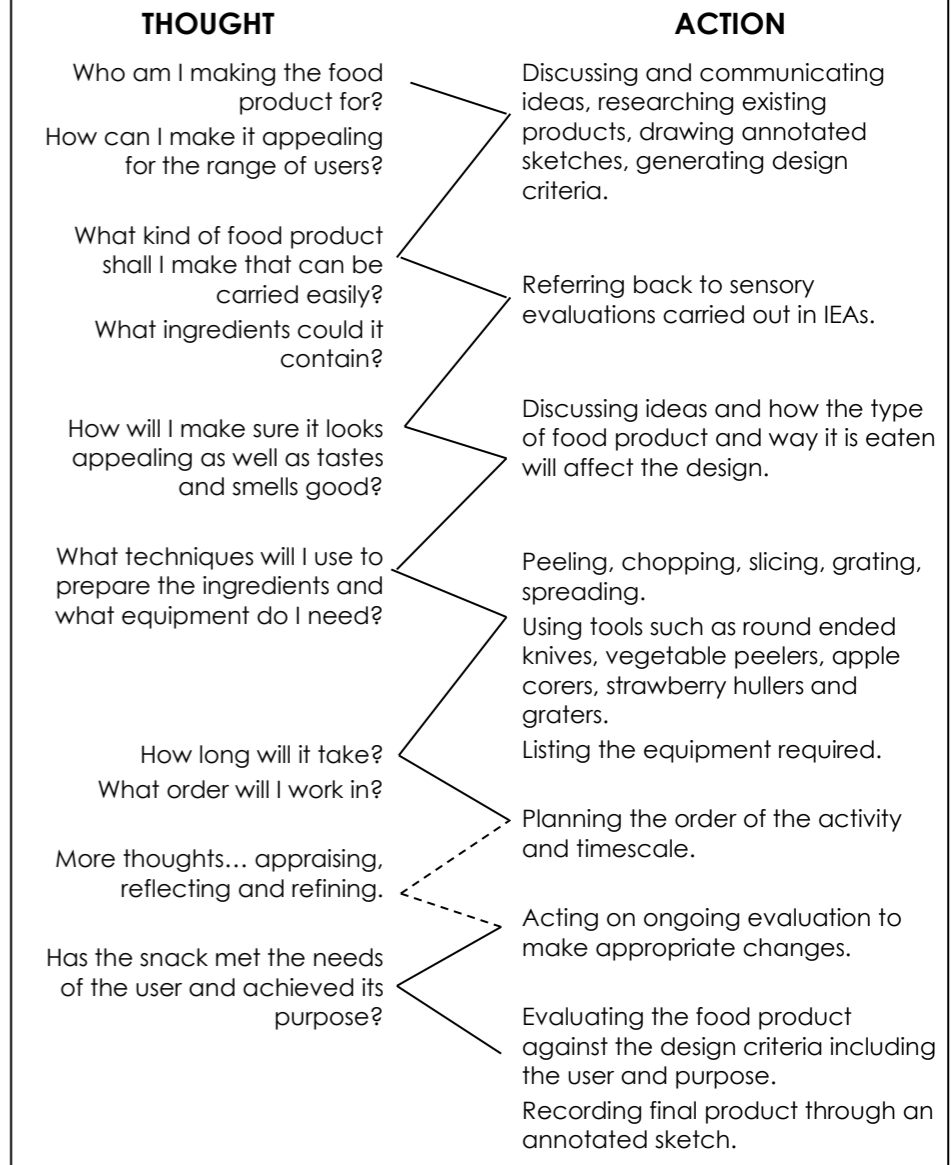 THOUGHT
ACTION
Who am I making the food
product for?
How can I make it appealing
for the range of users?
Discussing and communicating
ideas, researching existing
products, drawing annotated
sketches, generating design
criteria.
What kind of food product
shall I make that can be
carried easily?
What ingredients could it
contain?
Referring back to sensory
evaluations carried out in IEAs.
How will I make sure it looks
appealing as well as tastes
and smells good?
Discussing ideas and how the type
of food product and way it is eaten
will affect the design.
What techniques will I use to
prepare the ingredients and
what equipment do I need?
Peeling, chopping, slicing, grating,
spreading.
Using tools such as round ended
knives, vegetable peelers, apple
corers, strawberry hullers and
graters.
Listing the equipment required.
How long will it take?
What order will I work in?
Planning the order of the activity
and timescale.
More thoughts… appraising,
reflecting and refining.
Acting on ongoing evaluation to
make appropriate changes.
Has the snack met the needs
of the user and achieved its
purpose?
Evaluating the food product
against the design criteria including
the user and purpose.
Recording final product through an
annotated sketch.